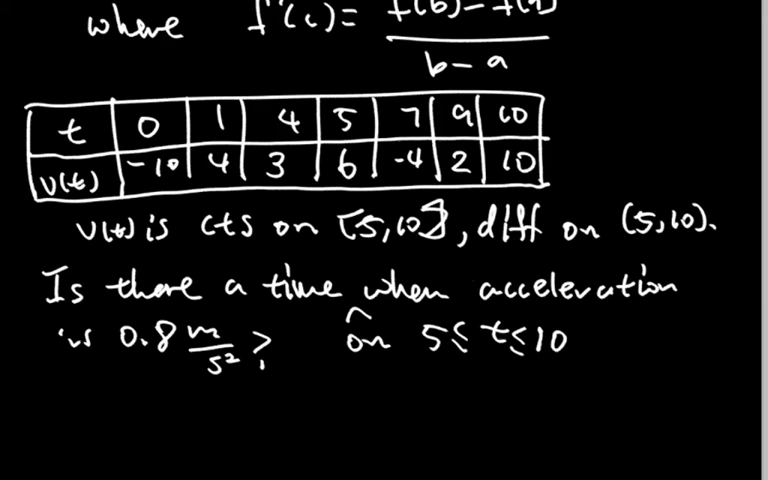 where f'(c) = f(b) - f(a)
b - a
t 0 1 4 5 7 9 10
v(t) -10 4 3 6 -4 2 10
v(t) is cts on [5,10], diff on (5,10).
Is there a time when acceleration
is 0.8 m/s² ? on 5 ≤ t ≤ 10